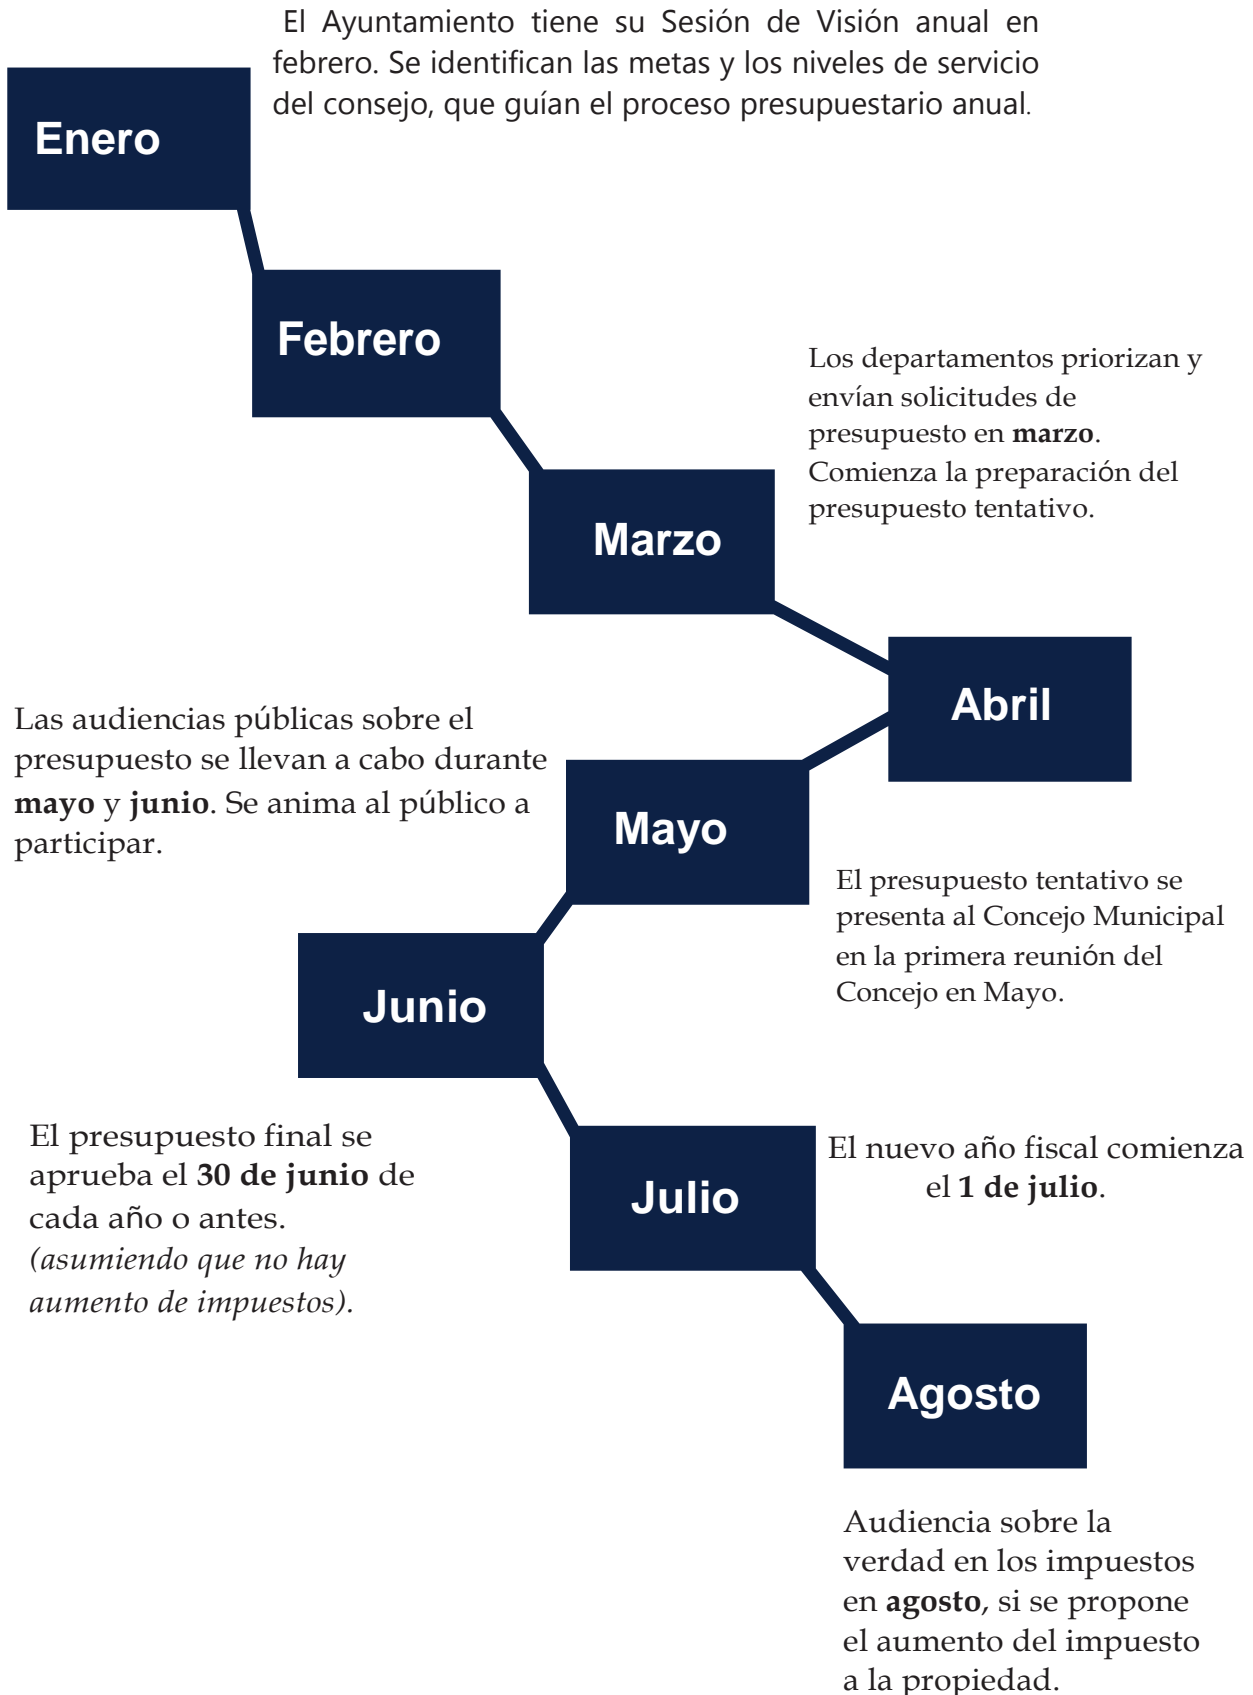 El Ayuntamiento tiene su Sesión de Visión anual en
febrero. Se identifican las metas y los niveles de servicio
del consejo, que guían el proceso presupuestario anual.
Enero
Febrero
Los departamentos priorizan y
envían solicitudes de
presupuesto en marzo.
Comienza la preparación del
presupuesto tentativo.
Marzo
Abril
Las audiencias públicas sobre el
presupuesto se llevan a cabo durante
mayo y junio. Se anima al público a
participar.
Mayo
El presupuesto tentativo se
presenta al Concejo Municipal
en la primera reunión del
Concejo en Mayo.
Junio
El presupuesto final se
aprueba el 30 de junio de
cada año o antes.
(asumiendo que no hay
aumento de impuestos).
Julio
El nuevo año fiscal comienza
el 1 de julio.
Agosto
Audiencia sobre la
verdad en los impuestos
en agosto, si se propone
el aumento del impuesto
a la propiedad.